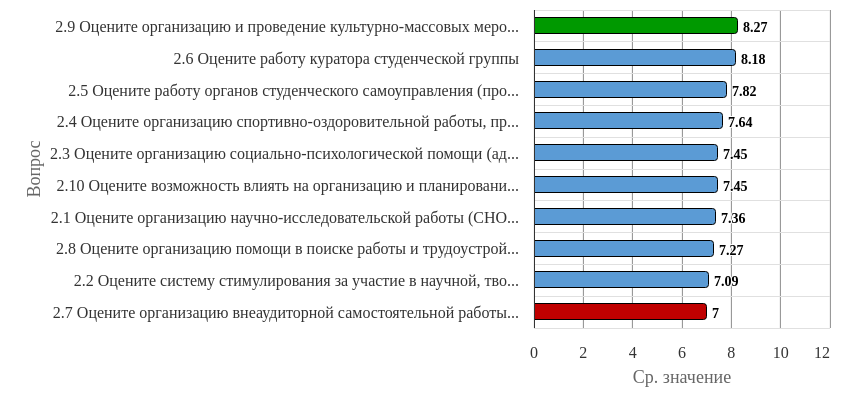 2.9 Оцените организацию и проведение культурно-массовых меро... 8.27
2.6 Оцените работу куратора студенческой группы 8.18
2.5 Оцените работу органов студенческого самоуправления (про... 7.82
2.4 Оцените организацию спортивно-оздоровительной работы, пр... 7.64
2.3 Оцените организацию социально-психологической помощи (ад... 7.45
2.10 Оцените возможность влиять на организацию и планировани... 7.45
2.1 Оцените организацию научно-исследовательской работы (СНО... 7.36
2.8 Оцените организацию помощи в поиске работы и трудоустрой... 7.27
2.2 Оцените систему стимулирования за участие в научной, тво... 7.09
2.7 Оцените организацию внеаудиторной самостоятельной работы... 7
Вопрос
0 2 4 6 8 10 12
Ср. значение